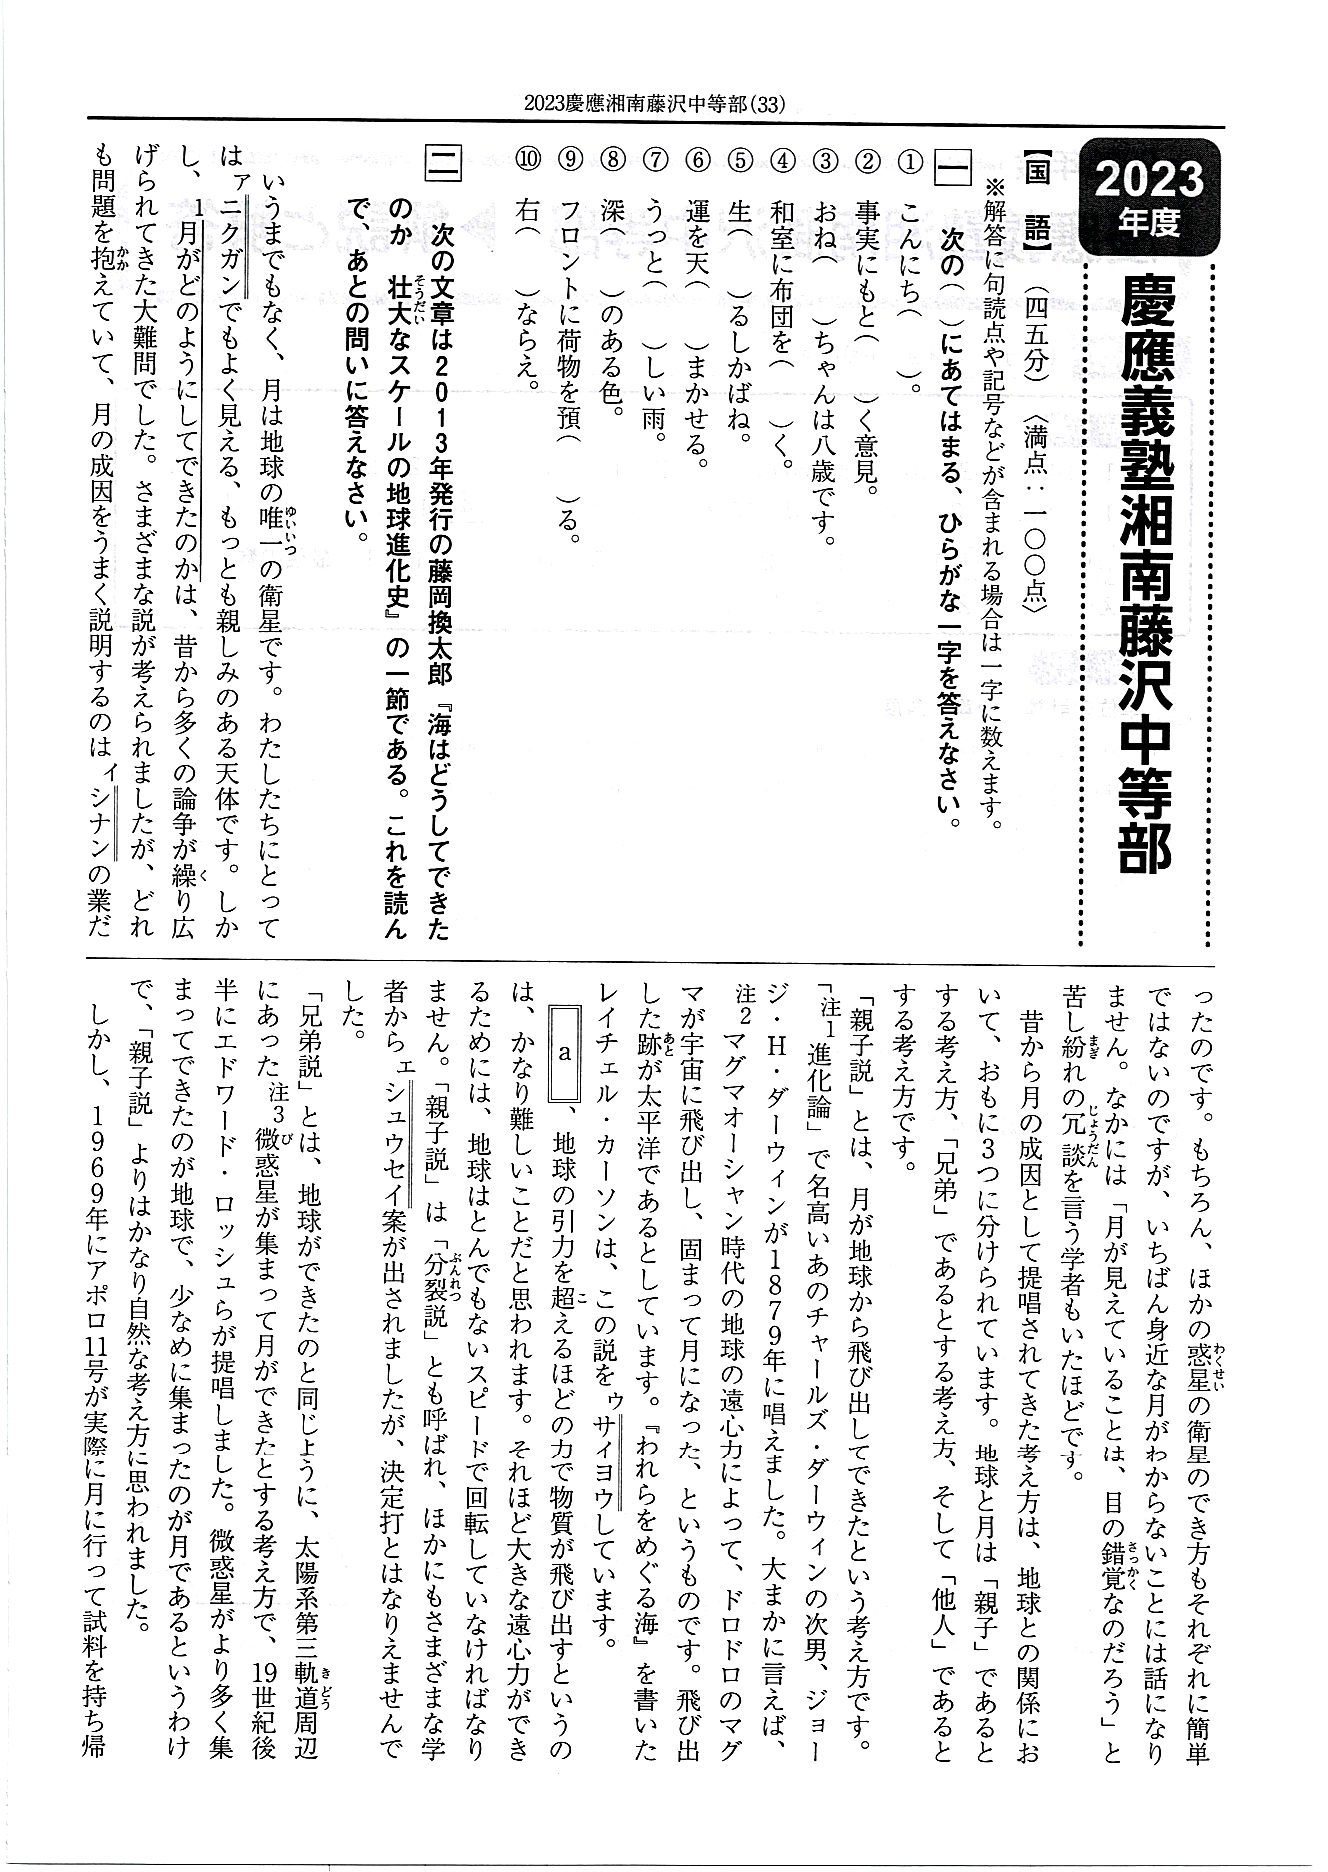 2023慶應湘南藤沢中等部(33)
2023
年度
慶應義塾湘南藤沢中等部
【国　語】（四五分）〈満点：一〇〇点〉
※解答に句読点や記号などが含まれる場合は一字に数えます。
一　次の（　）にあてはまる、ひらがな一字を答えなさい。
① こんにち（　）。
② 事実にもと（　）く意見。
③ おね（　）ちゃんは八歳です。
④ 和室に布団を（　）く。
⑤ 生（　）るしかばね。
⑥ 運を天（　）まかせる。
⑦ うっと（　）しい雨。
⑧ 深（　）のある色。
⑨ フロントに荷物を預（　）る。
⑩ 右（　）ならえ。
二　次の文章は２０１３年発行の藤岡換太郎『海はどうしてできた
のか　壮大なスケールの地球進化史』の一節である。これを読ん
で、あとの問いに答えなさい。
いうまでもなく、月は地球の唯一の衛星です。わたしたちにとって
はァニクガンでもよく見える、もっとも親しみのある天体です。しか
し、1月がどのようにしてできたのかは、昔から多くの論争が繰り広
げられてきた大難問でした。さまざまな説が考えられましたが、どれ
も問題を抱えていて、月の成因をうまく説明するのはィシナンの業だ
ったのです。もちろん、ほかの惑星の衛星のでき方もそれぞれに簡単
ではないのですが、いちばん身近な月がわからないことには話になり
ません。なかには「月が見えていることは、目の錯覚なのだろう」と
苦し紛れの冗談を言う学者もいたほどです。
昔から月の成因として提唱されてきた考え方は、地球との関係にお
いて、おもに３つに分けられています。地球と月は「親子」であると
する考え方、「兄弟」であるとする考え方、そして「他人」であると
する考え方です。
「親子説」とは、月が地球から飛び出してできたという考え方です。
「注1進化論」で名高いあのチャールズ・ダーウィンの次男、ジョー
ジ・Ｈ・ダーウィンが１８７９年に唱えました。大まかに言えば、
注2マグマオーシャン時代の地球の遠心力によって、ドロドロのマグ
マが宇宙に飛び出し、固まって月になった、というものです。飛び出
した跡が太平洋であるとしています。『われらをめぐる海』を書いた
レイチェル・カーソンは、この説をゥサイヨウしています。
ａ、地球の引力を超えるほどの力で物質が飛び出すというの
は、かなり難しいことだと思われます。それほど大きな遠心力ができ
るためには、地球はとんでもないスピードで回転していなければなり
ません。「親子説」は「分裂説」とも呼ばれ、ほかにもさまざまな学
者からェシュウセイ案が出されましたが、決定打とはなりえませんで
した。
「兄弟説」とは、地球ができたのと同じように、太陽系第三軌道周辺
にあった注3微惑星が集まって月ができたとする考え方で、19世紀後
半にエドワード・ロッシュらが提唱しました。微惑星がより多く集
まってできたのが地球で、少なめに集まったのが月であるというわけ
で、「親子説」よりはかなり自然な考え方に思われました。
しかし、１９６９年にアポロ11号が実際に月に行って試料を持ち帰